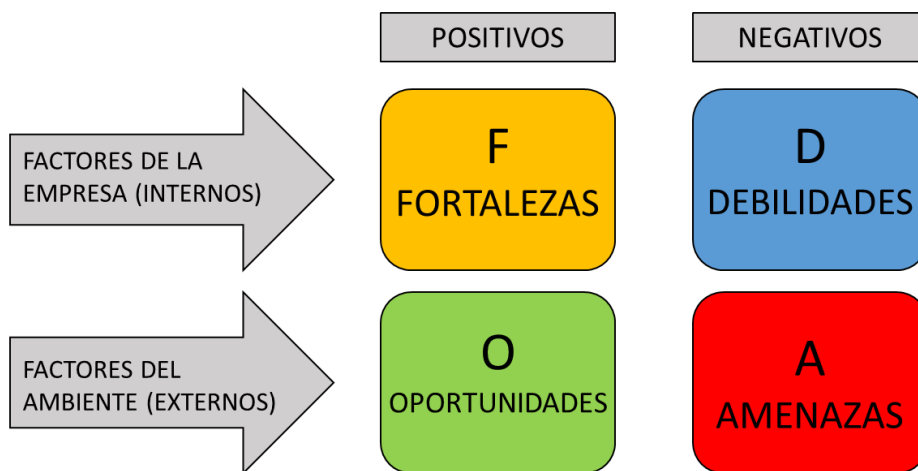 POSITIVOS
NEGATIVOS
FACTORES DE LA
EMPRESA (INTERNOS)
F
FORTALEZAS
D
DEBILIDADES
FACTORES DEL
AMBIENTE (EXTERNOS)
O
OPORTUNIDADES
A
AMENAZAS